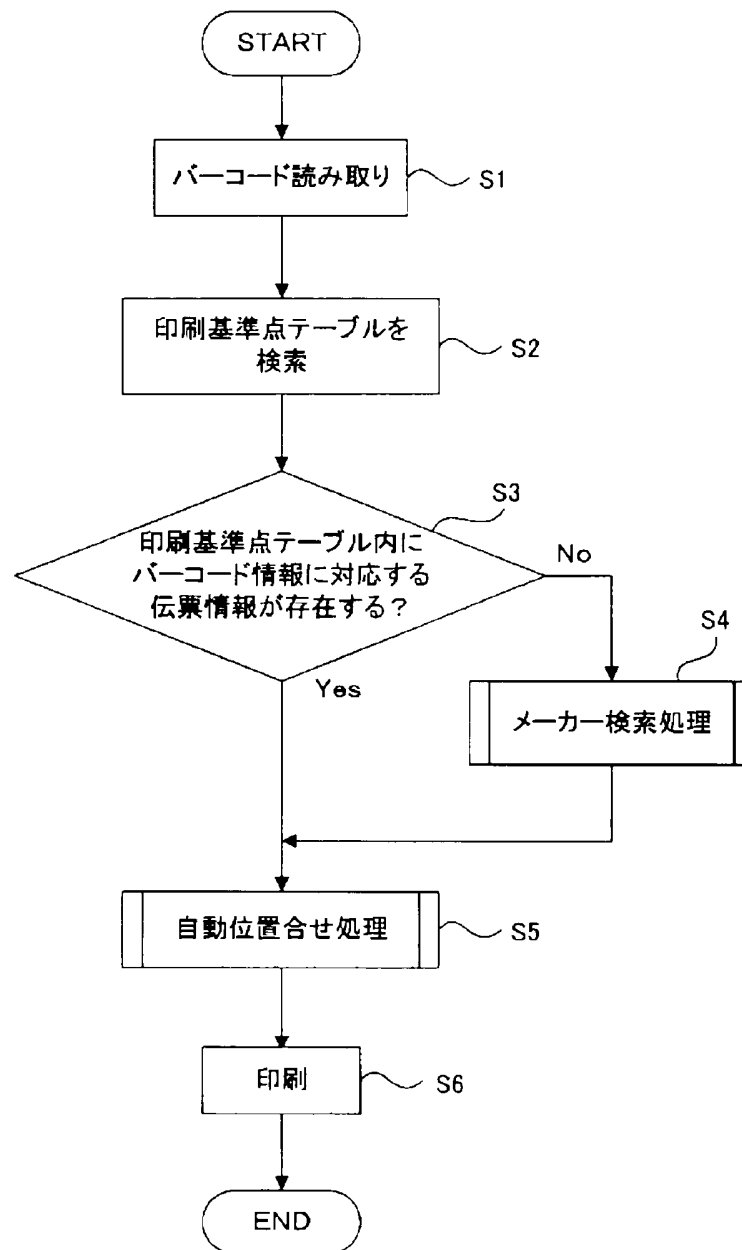 START
バーコード読み取り
S1
印刷基準点テーブルを
検索
S2
S3
印刷基準点テーブル内に
バーコード情報に対応する
伝票情報が存在する？
No
Yes
S4
メーカー検索処理
自動位置合せ処理
S5
印刷
S6
END